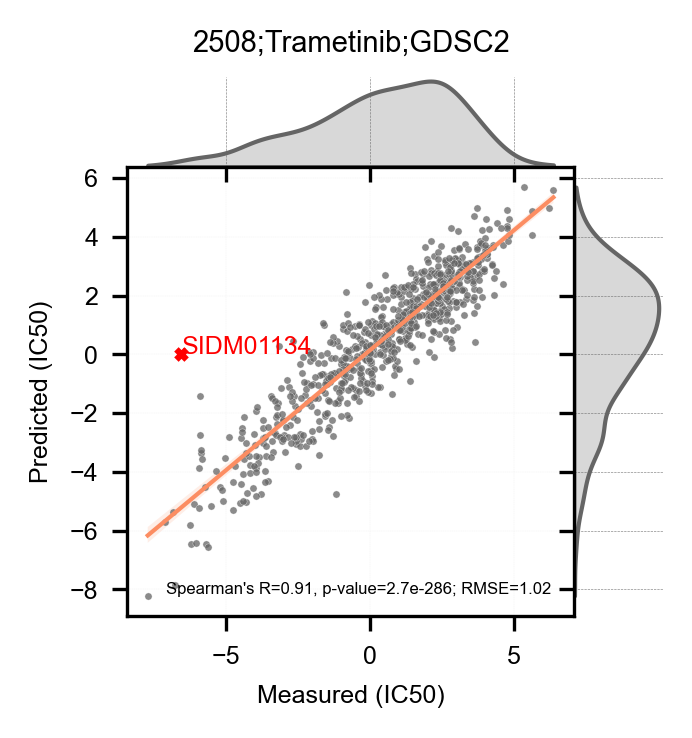 2508;Trametinib;GDSC2
6
4
2
0
−2
−4
−6
−8
Predicted (IC50)
SIDM01134
Spearman's R=0.91, p-value=2.7e-286; RMSE=1.02
−5 0 5
Measured (IC50)